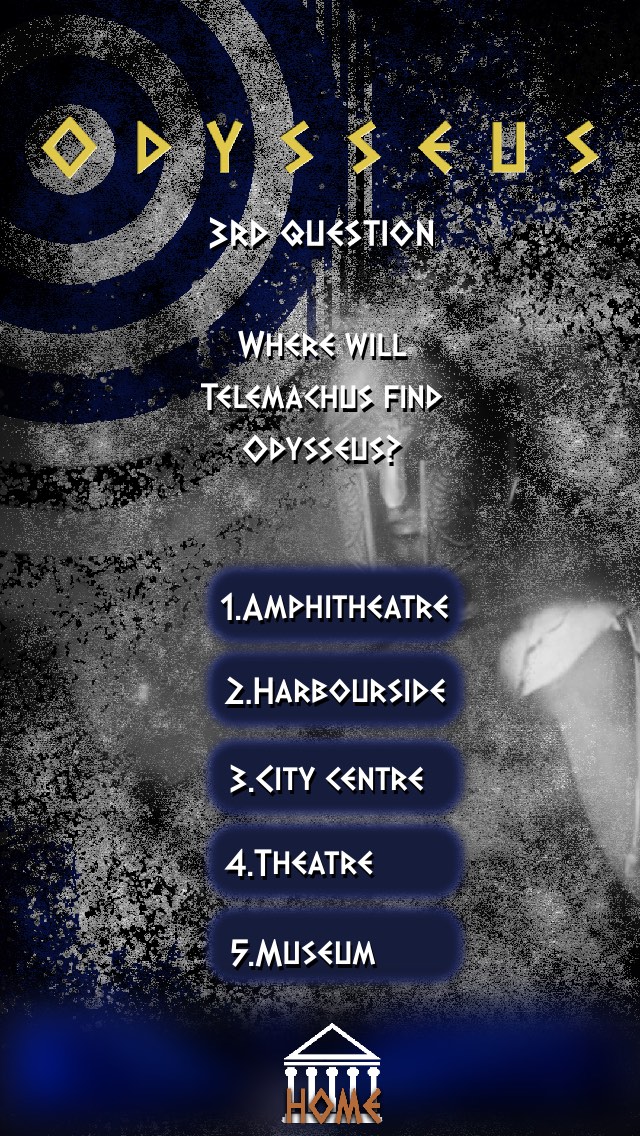 Odysseus
3rd question
Where will
Telemachus find
Odysseus?
1.Amphitheatre
2.Harbourside
3.City centre
4.Theatre
5.Museum
HOME